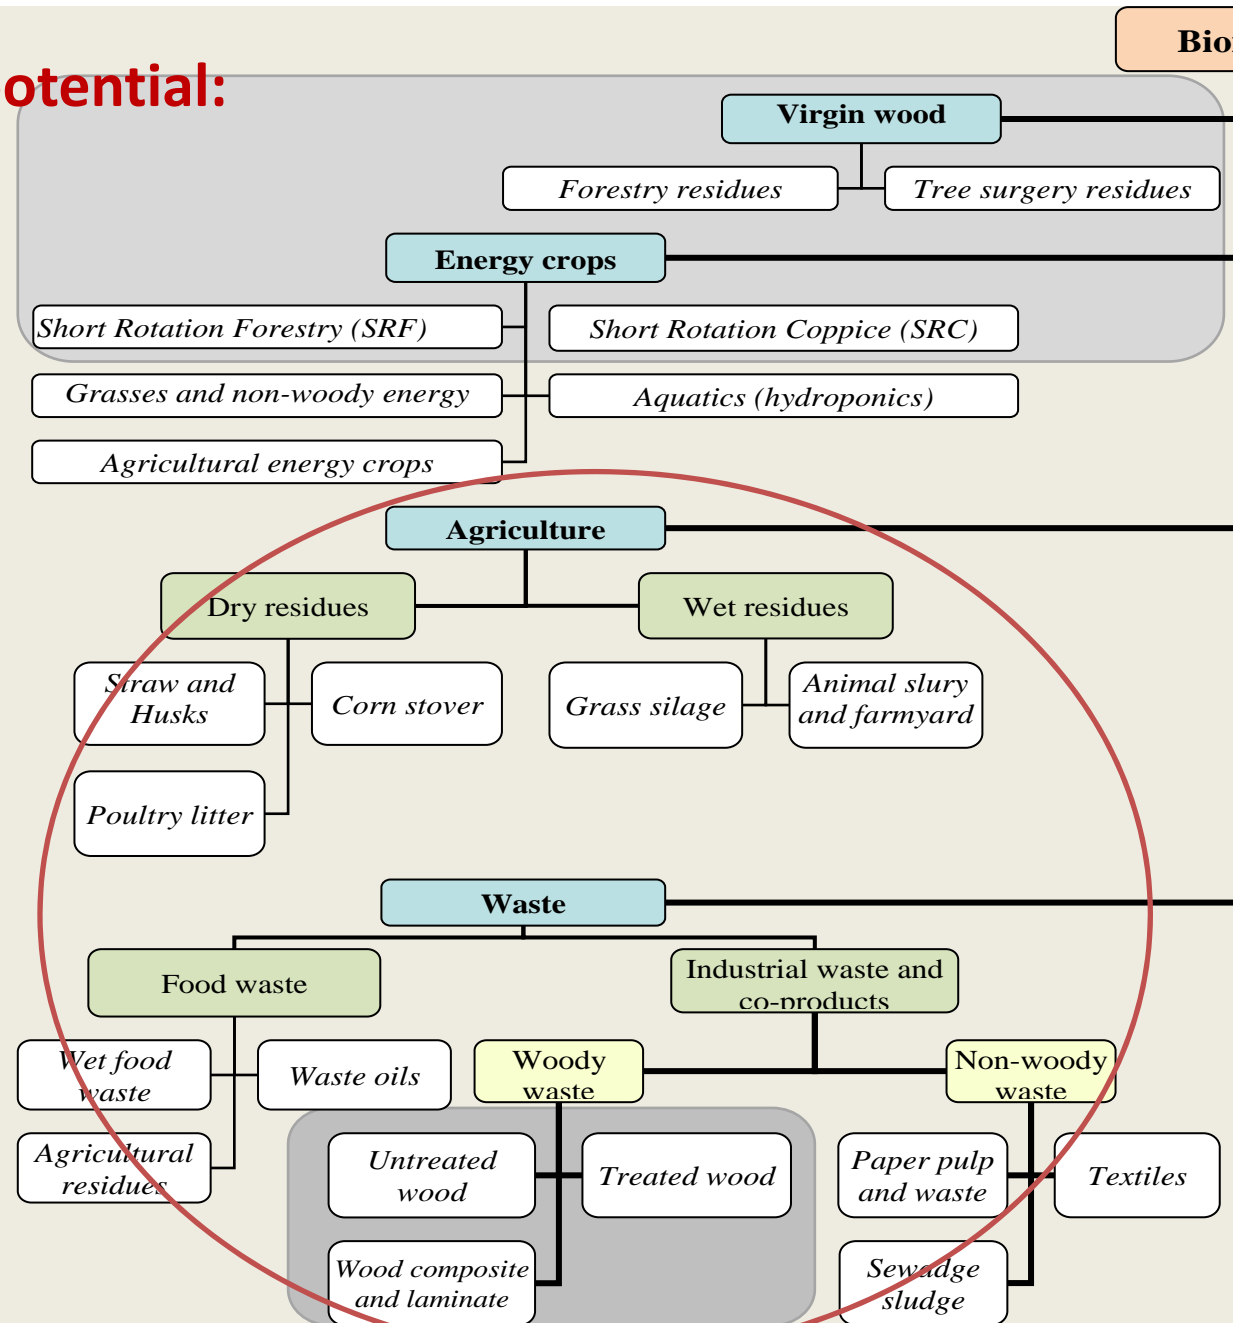 Bio
otential:
Virgin wood
Forestry residues
Tree surgery residues
Energy crops
Short Rotation Forestry (SRF)
Short Rotation Coppice (SRC)
Grasses and non-woody energy
Aquatics (hydroponics)
Agricultural energy crops
Agriculture
Dry residues
Wet residues
Straw and
Husks
Corn stover
Grass silage
Animal slury
and farmyard
Poultry litter
Waste
Food waste
Industrial waste and
co-products
Wet food
waste
Waste oils
Woody
waste
Non-woody
waste
Agricultural
residues
Untreated
wood
Treated wood
Paper pulp
and waste
Textiles
Wood composite
and laminate
Sewadge
sludge